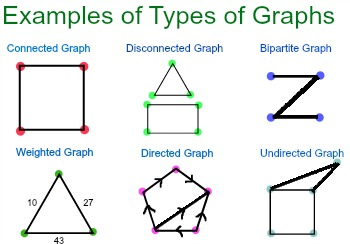 Examples of Types of Graphs
Connected Graph
Disconnected Graph
Bipartite Graph
Weighted Graph
Directed Graph
Undirected Graph
10
27
43